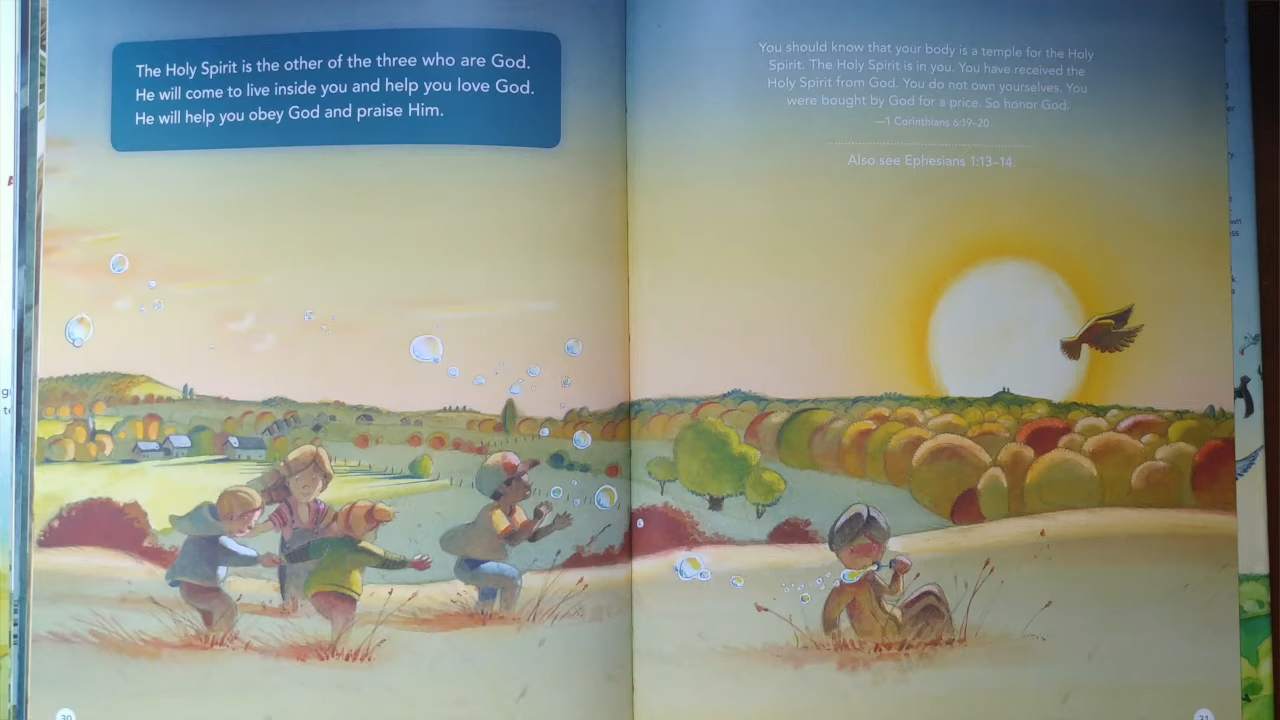 The Holy Spirit is the other of the three who are God.
He will come to live inside you and help you love God.
He will help you obey God and praise Him.
You should know that your body is a temple for the Holy
Spirit. The Holy Spirit is in you. You have received the
Holy Spirit from God. You do not own yourselves. You
were bought by God for a price. So honor God.
—1 Corinthians 6:19–20
Also see Ephesians 1:13–14.
30
31